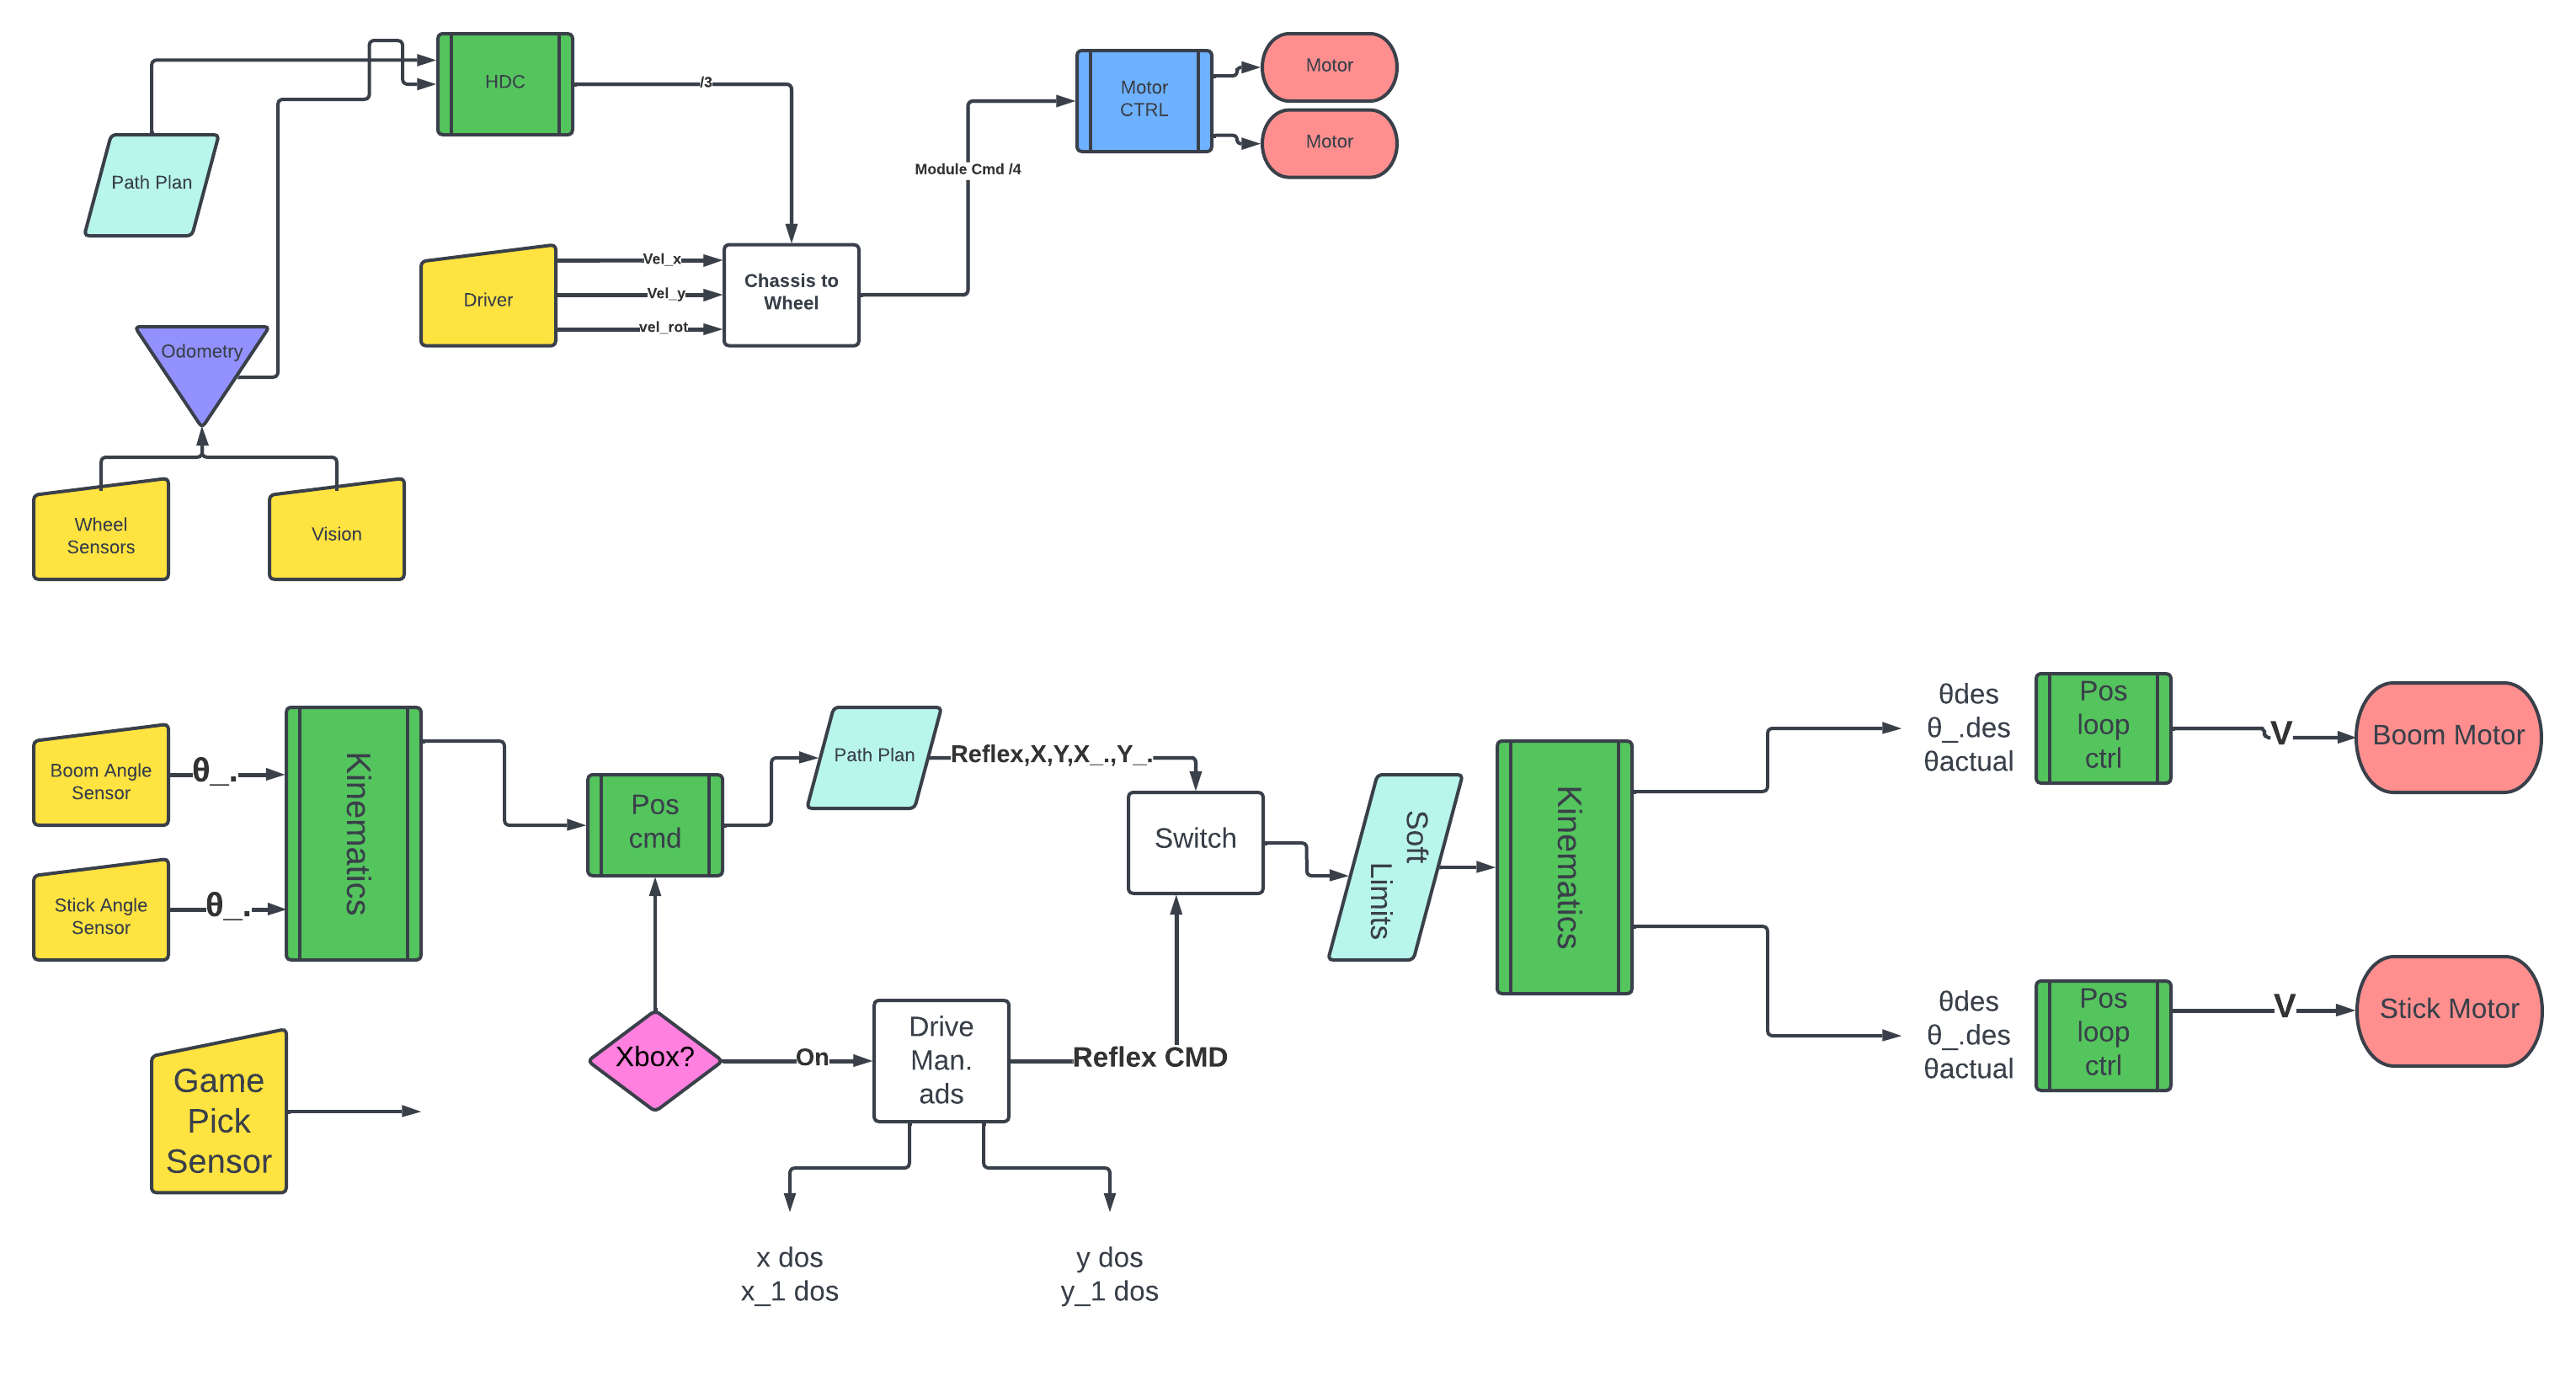 HDC
/3
Motor
CTRL
Motor
Motor
Path Plan
Module Cmd /4
Driver
Vel_x
Vel_y
vel_rot
Chassis to
Wheel
Odometry
Wheel
Sensors
Vision
Boom Angle
Sensor
θ_.
Stick Angle
Sensor
θ_.
Kinematics
Pos
cmd
Path Plan
Reflex,X,Y,X_.,Y_.
Switch
Soft
Limits
Kinematics
θdes
θ_.des
θactual
Pos
loop
ctrl
V
Boom Motor
θdes
θ_.des
θactual
Pos
loop
ctrl
V
Stick Motor
Game
Pick
Sensor
Xbox?
On
Drive
Man.
ads
Reflex CMD
x dos
x_1 dos
y dos
y_1 dos